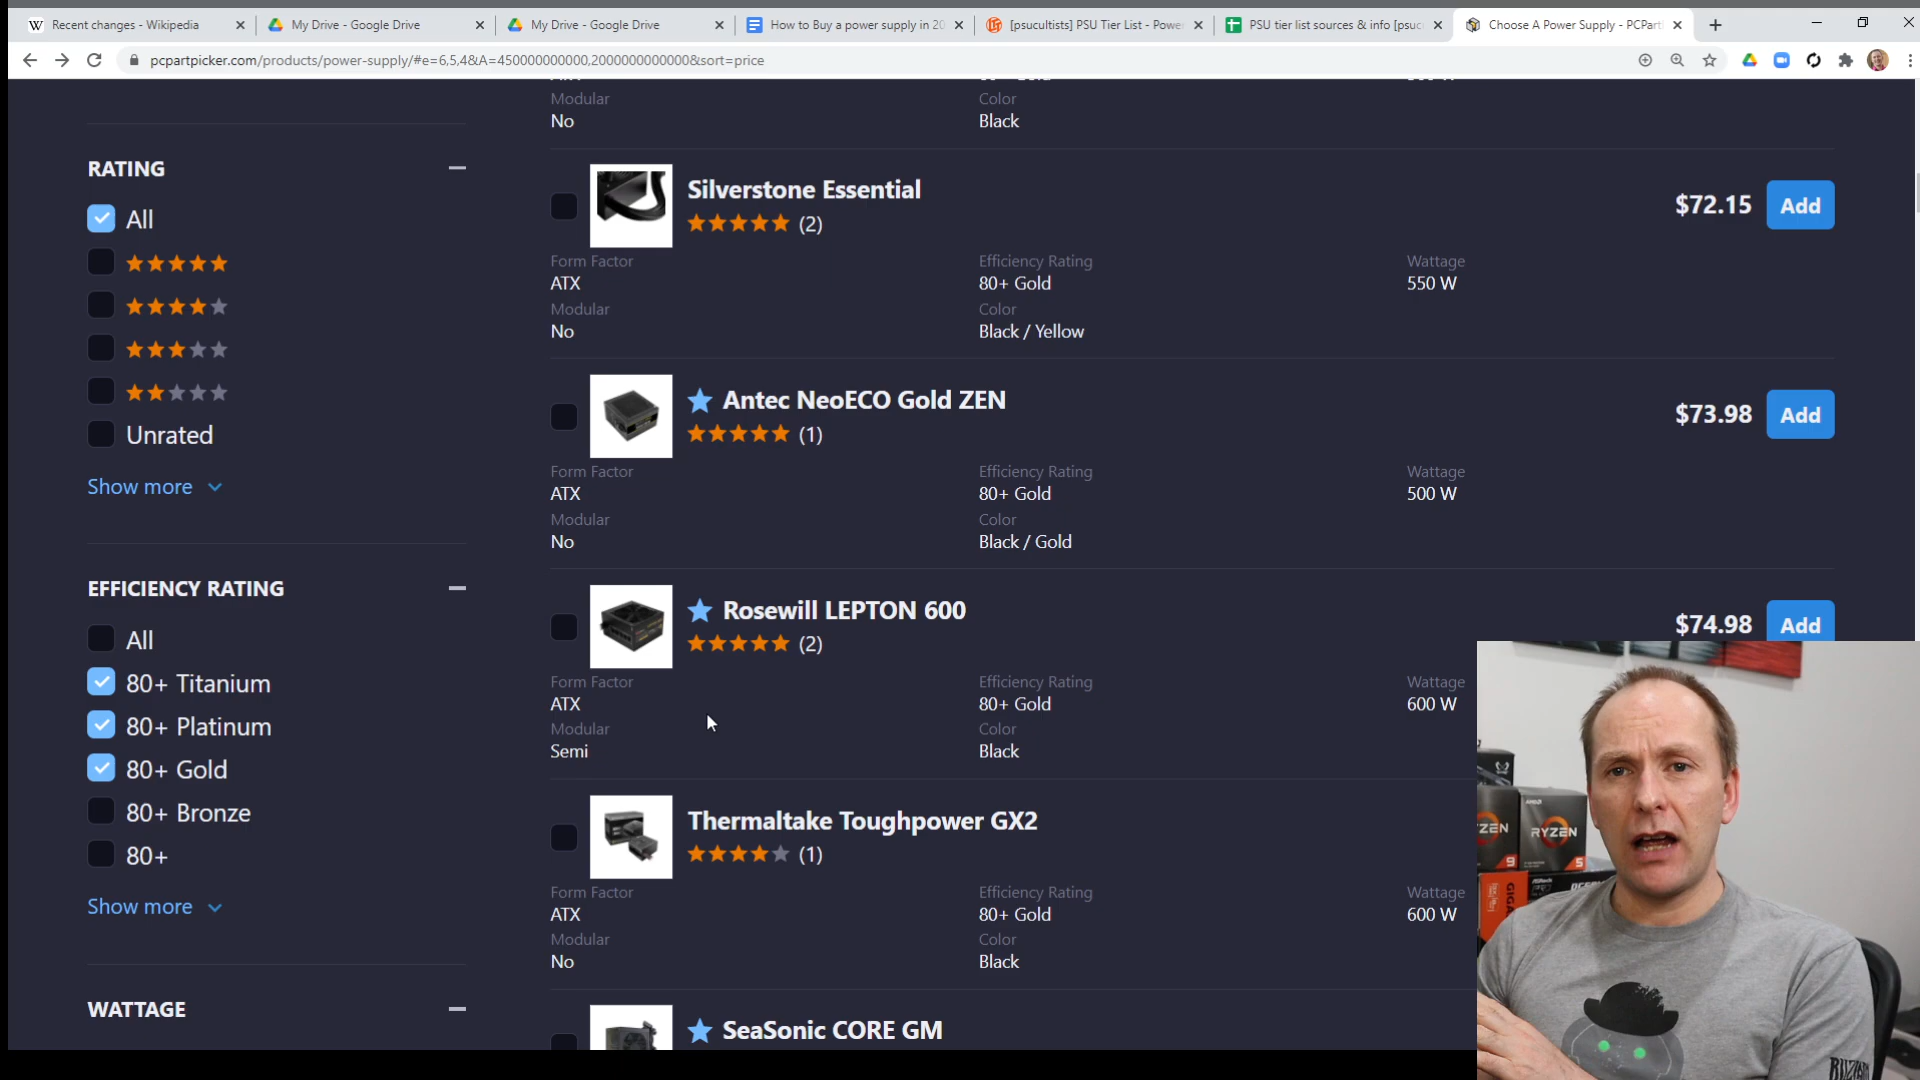 Recent changes - Wikipedia
My Drive - Google Drive
My Drive - Google Drive
How to Buy a power supply in 20
[psucultists] PSU Tier List - Power
PSU tier list sources & info [psuc
Choose A Power Supply - PCPart
pcpartpicker.com/products/power-supply/#e=6,5,4&A=450000000000,2000000000000&sort=price
Modular
No
Color
Black
RATING
All
Unrated
Show more
EFFICIENCY RATING
All
80+ Titanium
80+ Platinum
80+ Gold
80+ Bronze
80+
Show more
WATTAGE
Silverstone Essential
(2)
$72.15
Add
Form Factor
ATX
Efficiency Rating
80+ Gold
Wattage
550 W
Modular
No
Color
Black / Yellow
Antec NeoECO Gold ZEN
(1)
$73.98
Add
Form Factor
ATX
Efficiency Rating
80+ Gold
Wattage
500 W
Modular
No
Color
Black / Gold
Rosewill LEPTON 600
(2)
$74.98
Add
Form Factor
ATX
Efficiency Rating
80+ Gold
Wattage
600 W
Modular
Semi
Color
Black
Thermaltake Toughpower GX2
(1)
Form Factor
ATX
Efficiency Rating
80+ Gold
Wattage
600 W
Modular
No
Color
Black
SeaSonic CORE GM
AMD
ZEN
RYZEN
9
5